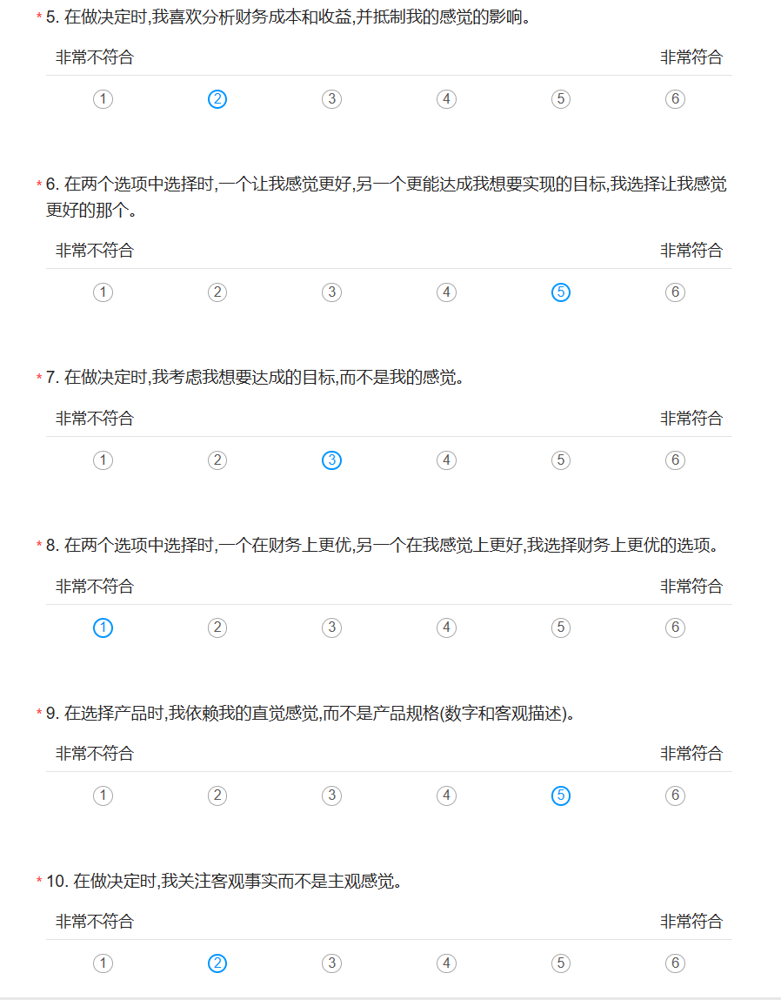 * 5. 在做决定时,我喜欢分析财务成本和收益,并抵制我的感觉的影响。
非常不符合 非常符合
1 2 3 4 5 6
* 6. 在两个选项中选择时,一个让我感觉更好,另一个更能达成我想要实现的目标,我选择让我感觉
更好的那个。
非常不符合 非常符合
1 2 3 4 5 6
* 7. 在做决定时,我考虑我想要达成的目标,而不是我的感觉。
非常不符合 非常符合
1 2 3 4 5 6
* 8. 在两个选项中选择时,一个在财务上更优,另一个在我感觉上更好,我选择财务上更优的选项。
非常不符合 非常符合
1 2 3 4 5 6
* 9. 在选择产品时,我依赖我的直觉感觉,而不是产品规格(数字和客观描述)。
非常不符合 非常符合
1 2 3 4 5 6
* 10. 在做决定时,我关注客观事实而不是主观感觉。
非常不符合 非常符合
1 2 3 4 5 6